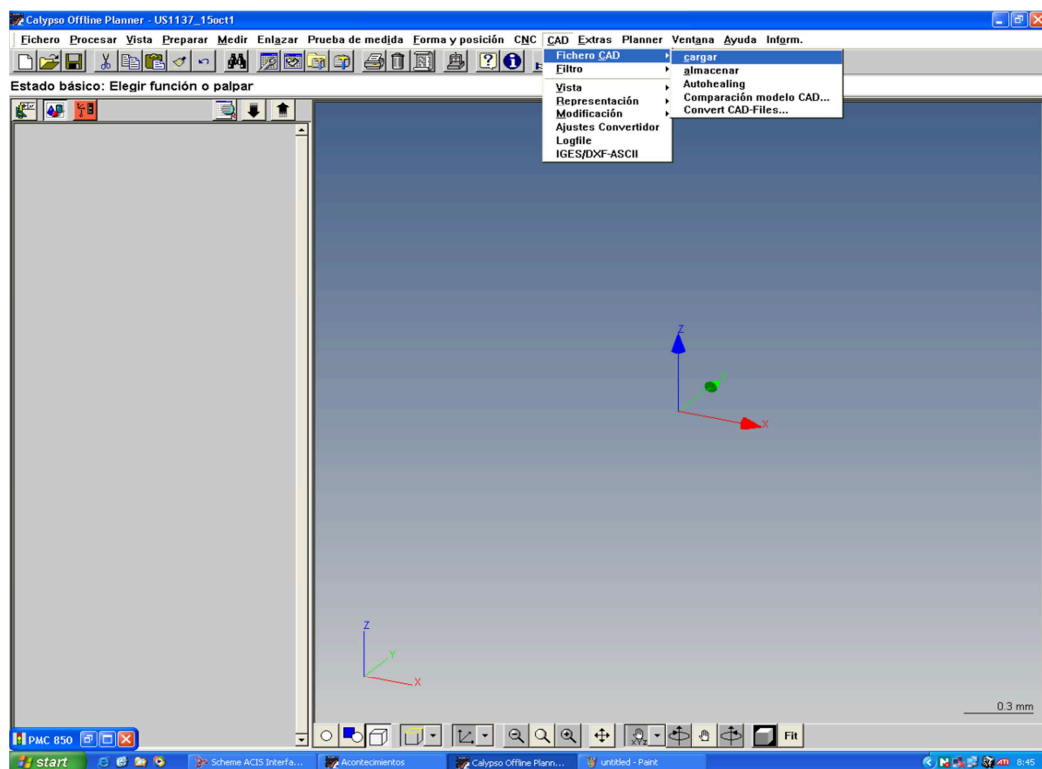 Calypso Offline Planner - US1137_15oct1
Fichero Procesar Vista Preparar Medir Enlazar Prueba de medida Forma y posición CNC CAD Extras Planner Ventana Ayuda Inform.
Estado básico: Elegir función o palpar
Fichero CAD
Filtro
Vista
Representación
Modificación
Ajustes Convertidor
Logfile
IGES/DXF-ASCII
cargar
almacenar
Autohealing
Comparación modelo CAD...
Convert CAD-Files...
Z
X
Z
Y
X
0.3 mm
PMC 850
XYZ
Fit
start
Scheme ACIS Interfa...
Acontecimientos
Calypso Offline Plann...
untitled - Paint
8:45